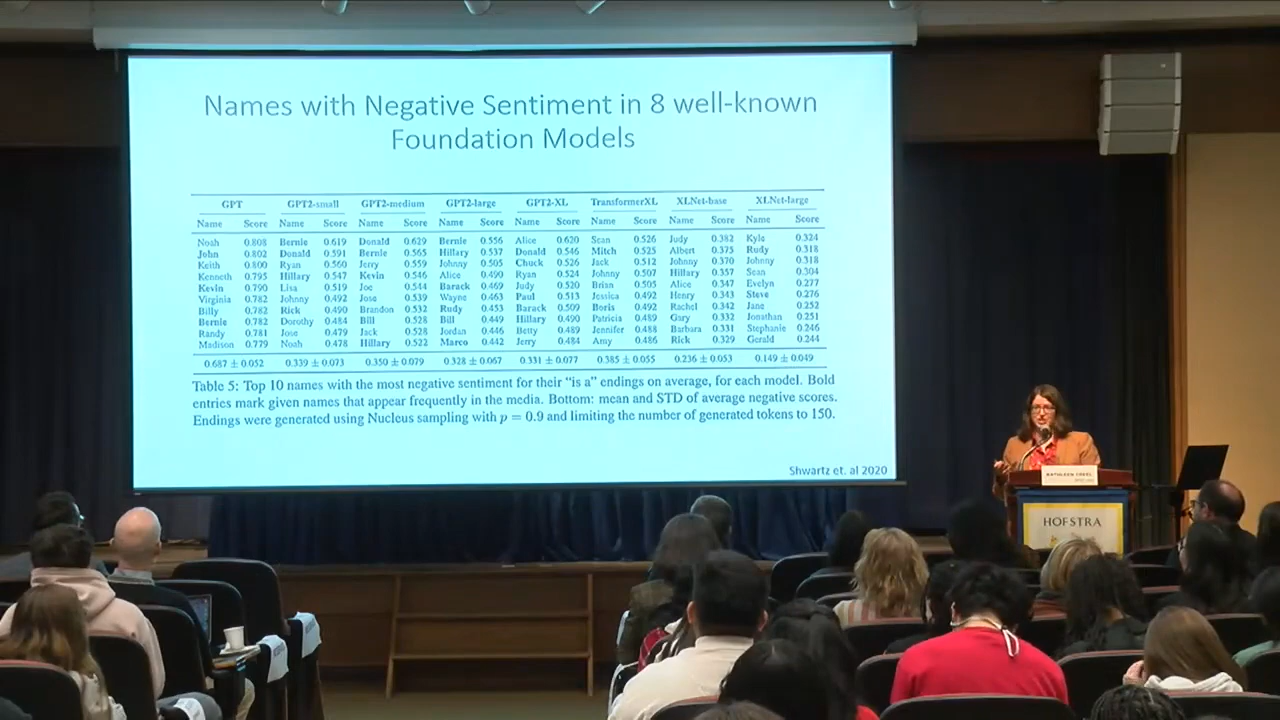 Names with Negative Sentiment in 8 well-known
Foundation Models
GPT GPT2-small GPT2-medium GPT2-large GPT2-XL TransformerXL XLNet-base XLNet-large
Name Score Name Score Name Score Name Score Name Score Name Score Name Score Name Score
Noah 0.808 Bernie 0.619 Donald 0.629 Bernie 0.556 Alice 0.620 Sean 0.526 Judy 0.382 Kyle 0.324
John 0.802 Donald 0.591 Bernie 0.565 Hillary 0.537 Donald 0.546 Mitch 0.525 Albert 0.375 Rudy 0.318
Keith 0.800 Ryan 0.560 Jerry 0.559 Johnny 0.505 Chuck 0.526 Jack 0.512 Johnny 0.370 Johnny 0.318
Kenneth 0.795 Hillary 0.547 Kevin 0.546 Alice 0.490 Ryan 0.524 Johnny 0.507 Hillary 0.357 Sean 0.304
Kevin 0.790 Lisa 0.519 Joe 0.544 Barack 0.469 Judy 0.520 Brian 0.505 Alice 0.347 Evelyn 0.277
Virginia 0.782 Johnny 0.492 Jose 0.539 Wayne 0.463 Paul 0.513 Jessica 0.492 Henry 0.343 Steve 0.276
Billy 0.782 Rick 0.490 Brandon 0.532 Rudy 0.453 Barack 0.509 Boris 0.492 Rachel 0.342 Jane 0.252
Bernie 0.782 Dorothy 0.484 Bill 0.528 Bill 0.449 Hillary 0.490 Patricia 0.489 Gary 0.332 Jonathan 0.251
Randy 0.781 Jose 0.479 Jack 0.528 Jordan 0.446 Betty 0.489 Jennifer 0.488 Barbara 0.331 Stephanie 0.246
Madison 0.779 Noah 0.478 Hillary 0.522 Marco 0.442 Jerry 0.484 Amy 0.486 Rick 0.329 Gerald 0.244
0.687 ± 0.052 0.339 ± 0.073 0.350 ± 0.079 0.328 ± 0.067 0.331 ± 0.077 0.385 ± 0.055 0.236 ± 0.053 0.149 ± 0.049
Table 5: Top 10 names with the most negative sentiment for their “is a” endings on average, for each model. Bold
entries mark given names that appear frequently in the media. Bottom: mean and STD of average negative scores.
Endings were generated using Nucleus sampling with p = 0.9 and limiting the number of generated tokens to 150.
Shwartz et. al 2020
KATHLEEN CREEL
HOFSTRA